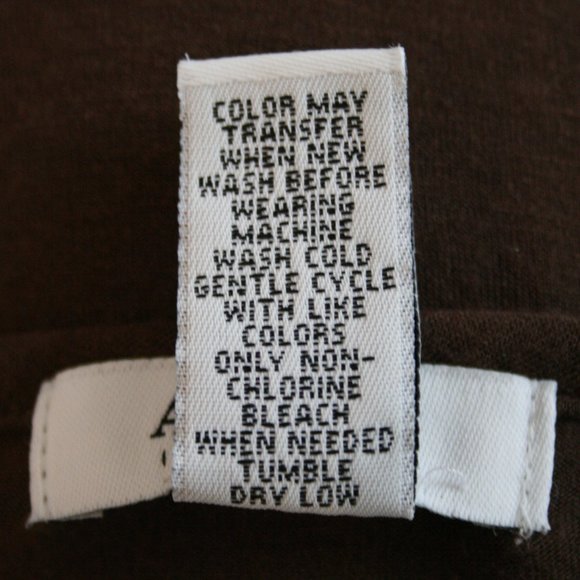 COLOR MAY
TRANSFER
WHEN NEW
WASH BEFORE
WEARING
MACHINE
WASH COLD
GENTLE CYCLE
WITH LIKE
COLORS
ONLY NON-
CHLORINE
BLEACH
WHEN NEEDED
TUMBLE
DRY LOW